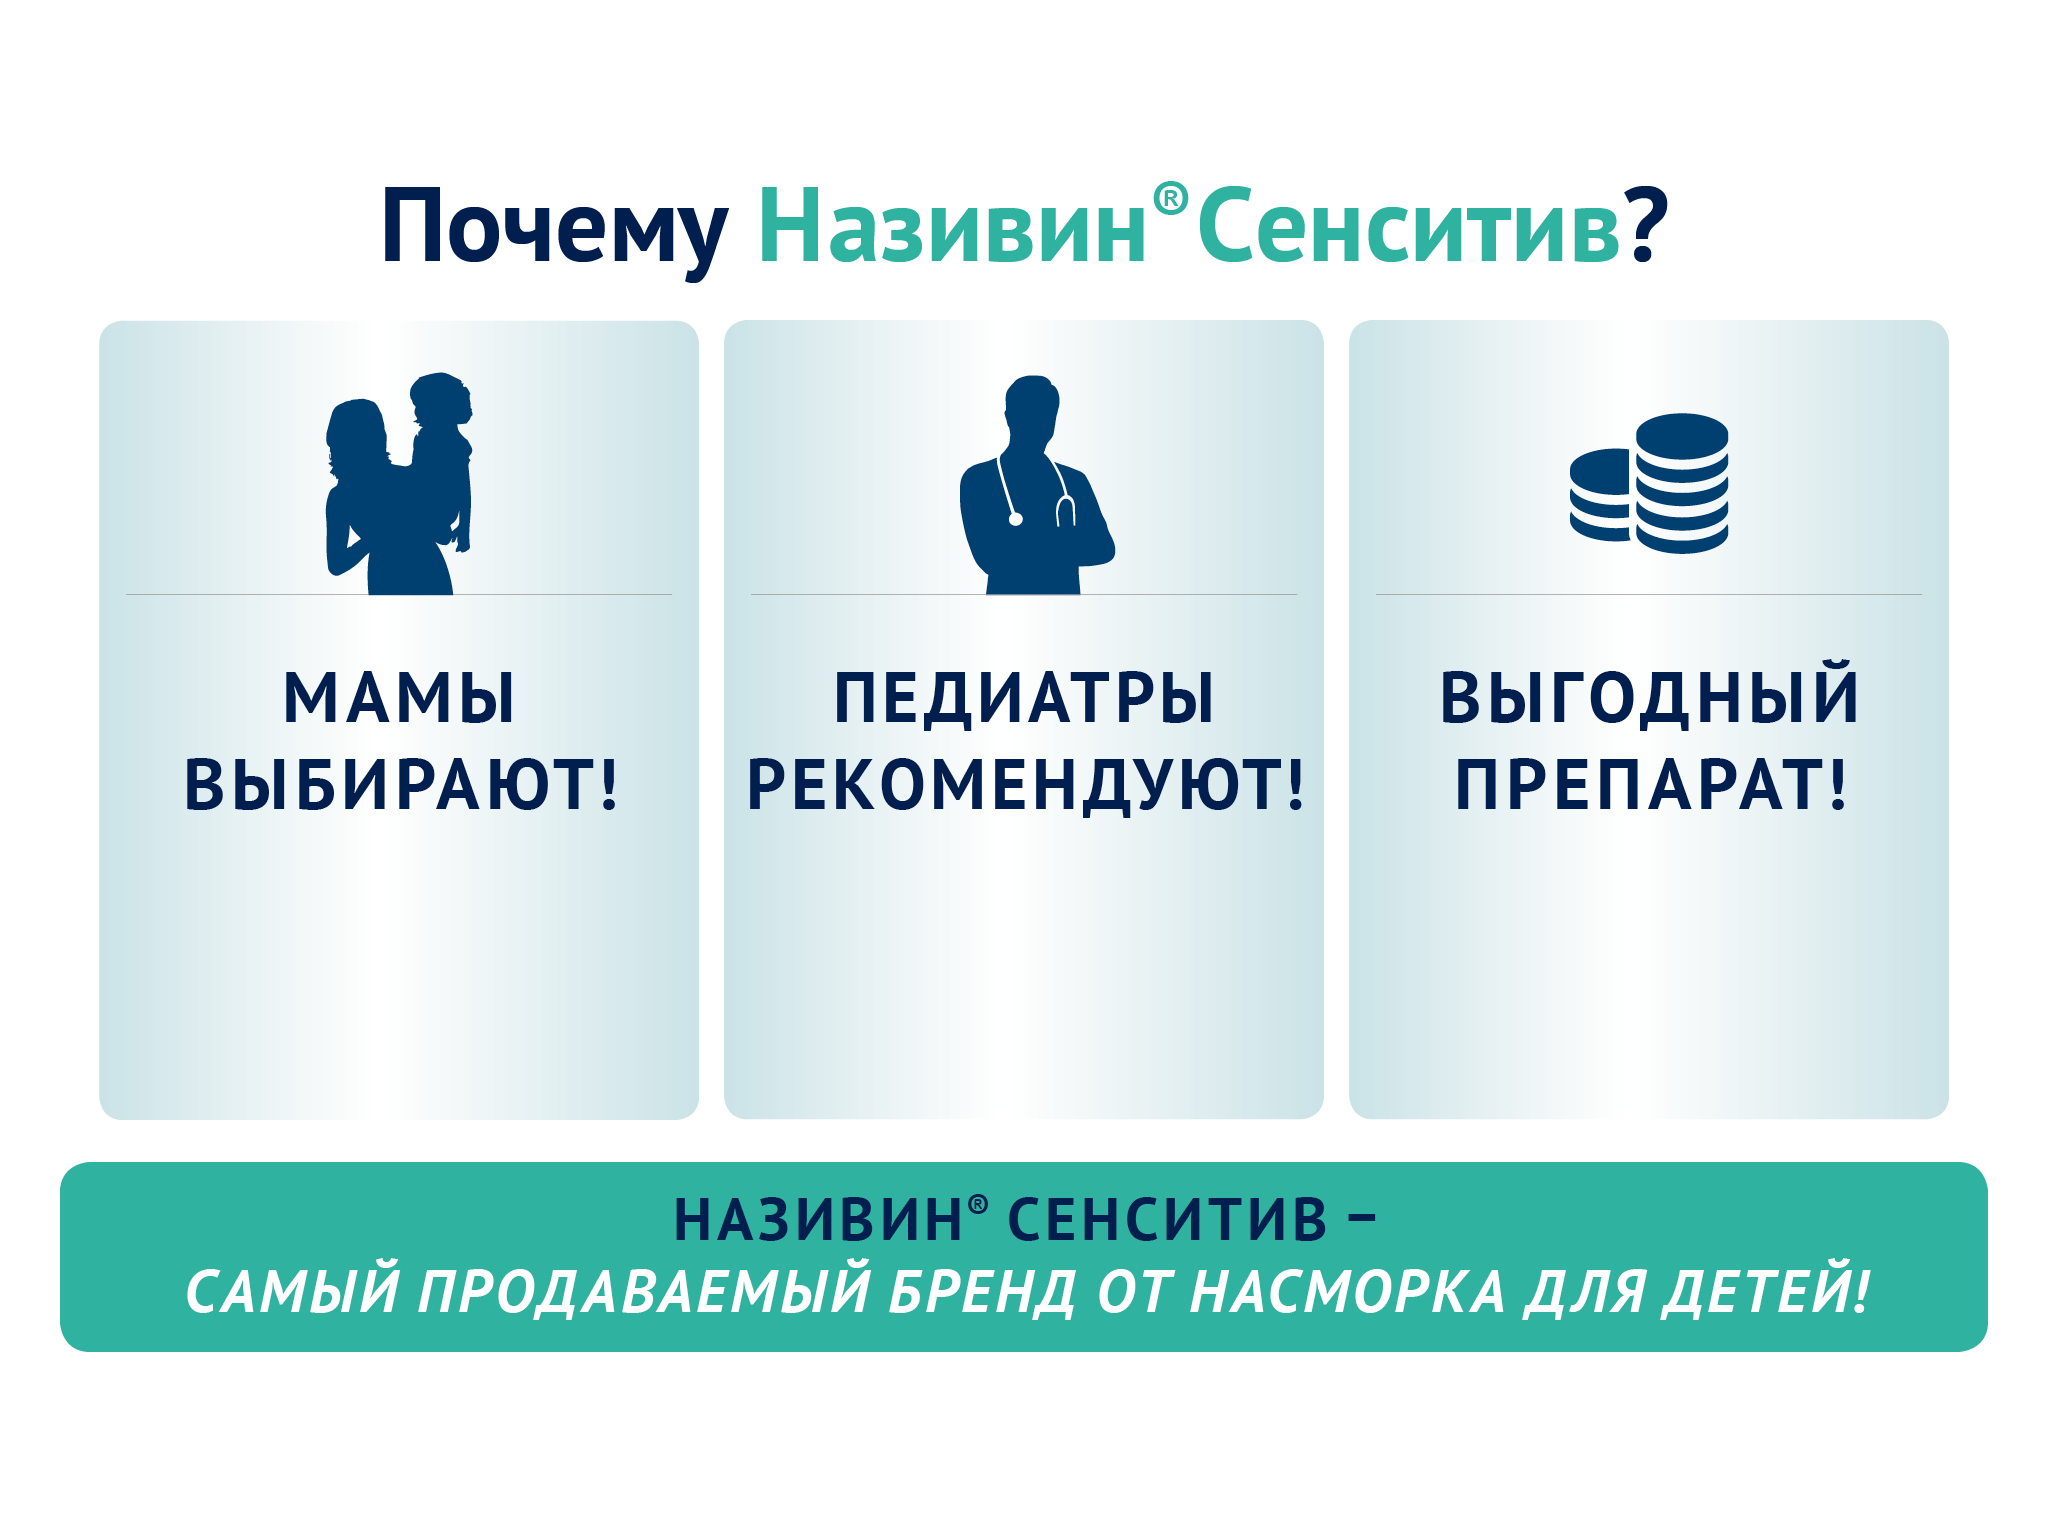 Почему Називин® Сенситив?
МАМЫ
ВЫБИРАЮТ!
ПЕДИАТРЫ
РЕКОМЕНДУЮТ!
ВЫГОДНЫЙ
ПРЕПАРАТ!
НАЗИВИН® СЕНСИТИВ –
САМЫЙ ПРОДАВАЕМЫЙ БРЕНД ОТ НАСМОРКА ДЛЯ ДЕТЕЙ!